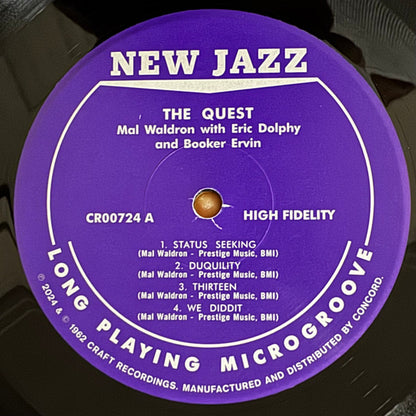 NEW JAZZ
THE QUEST
Mal Waldron with Eric Dolphy
and Booker Ervin
CR00724 A
HIGH FIDELITY
1. STATUS SEEKING
(Mal Waldron - Prestige Music, BMI)
2. DUQUILITY
(Mal Waldron - Prestige Music, BMI)
3. THIRTEEN
(Mal Waldron - Prestige Music, BMI)
4. WE DIDDIT
(Mal Waldron - Prestige Music, BMI)
LONG PLAYING MICROGROOVE
℗ 2024 & © 1962 CRAFT RECORDINGS. MANUFACTURED AND DISTRIBUTED BY CONCORD.